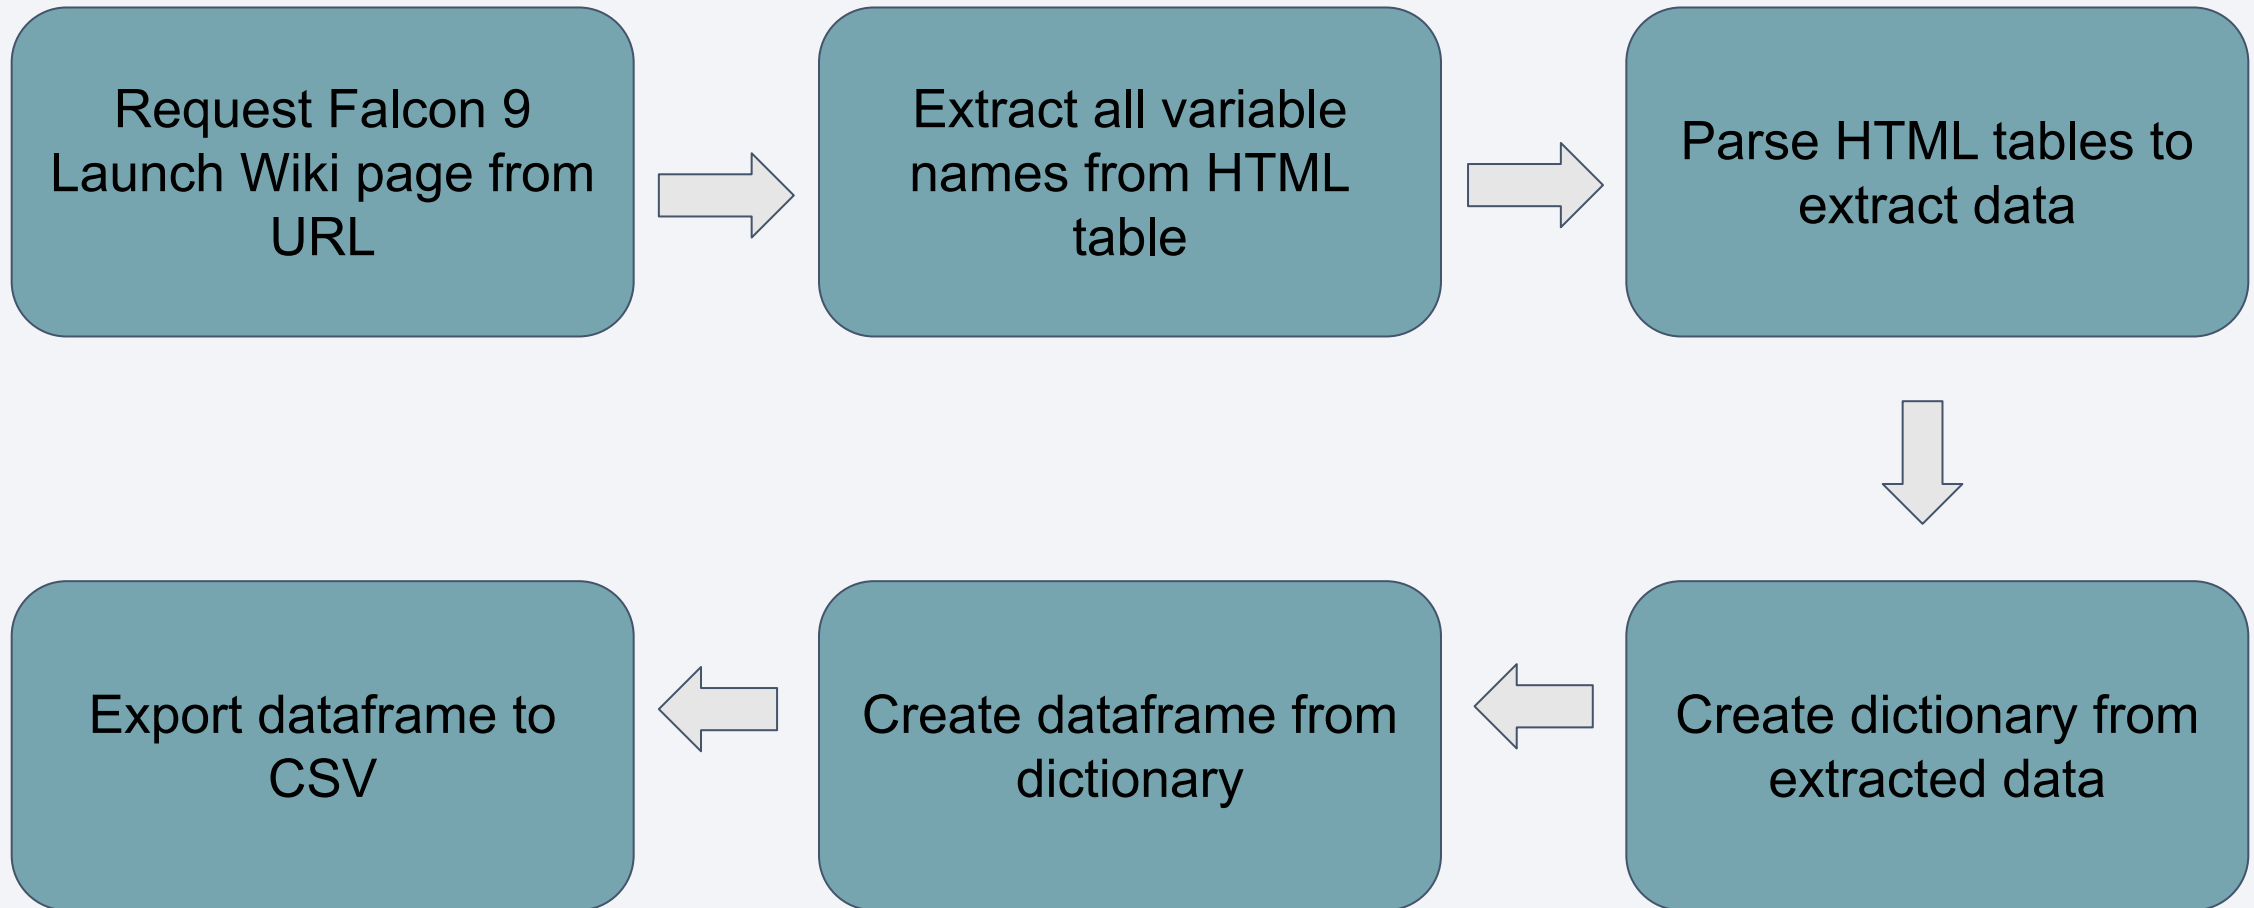 Request Falcon 9
Launch Wiki page from
URL
Extract all variable
names from HTML
table
Parse HTML tables to
extract data
Create dictionary from
extracted data
Create dataframe from
dictionary
Export dataframe to
CSV